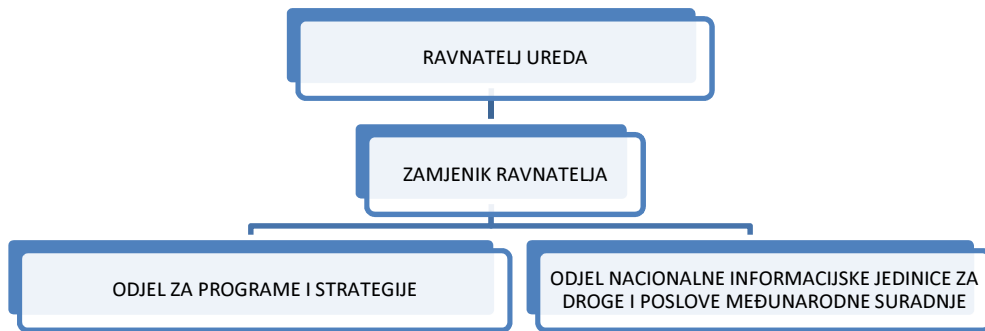 RAVNATELJ UREDA
ZAMJENIK RAVNATELJA
ODJEL ZA PROGRAME I STRATEGIJE
ODJEL NACIONALNE INFORMACIJSKE JEDINICE ZA
DROGE I POSLOVE MEĐUNARODNE SURADNJE